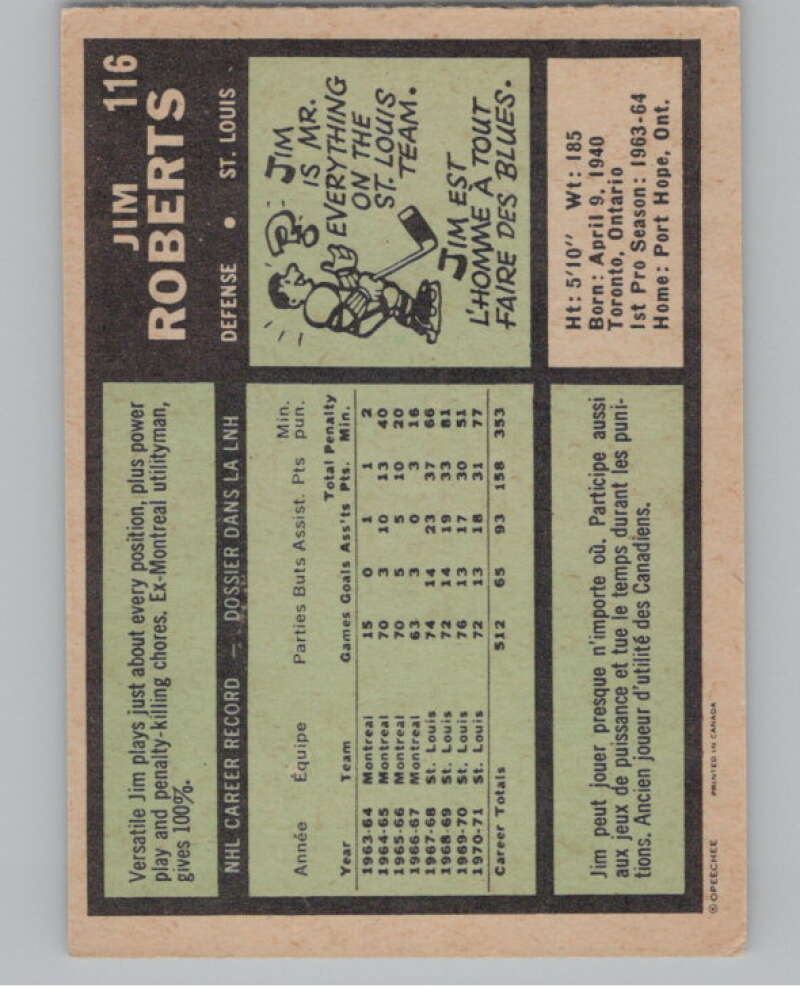 JIM 116
ROBERTS
DEFENSE • ST. LOUIS
Versatile Jim plays just about every position, plus power
play and penalty-killing chores. Ex-Montreal utilityman,
gives 100%.
JIM
IS MR.
EVERYTHING
ON THE
ST. LOUIS
TEAM.
JIM EST
L'HOMME À TOUT
FAIRE DES BLUES.
?
NHL CAREER RECORD — DOSSIER DANS LA LNH
Année Équipe Parties Buts Assist. Pts Min. pun.
Year Team Games Goals Ass'ts Total Pts. Penalty Min.
1963-64 Montreal 15 0 1 1 2
1964-65 Montreal 70 3 10 13 40
1965-66 Montreal 70 5 5 10 20
1966-67 Montreal 63 3 0 3 16
1967-68 St. Louis 74 14 23 37 66
1968-69 St. Louis 72 14 19 33 81
1969-70 St. Louis 76 13 17 30 51
1970-71 St. Louis 72 13 18 31 77
Career Totals 512 65 93 158 353
Ht: 5'10" Wt: 185
Born: April 9, 1940
Toronto, Ontario
1st Pro Season: 1963-64
Home: Port Hope, Ont.
Jim peut jouer presque n'importe où. Participe aussi
aux jeux de puissance et tue le temps durant les puni-
tions. Ancien joueur d'utilité des Canadiens.
© OPEECHEE PRINTED IN CANADA